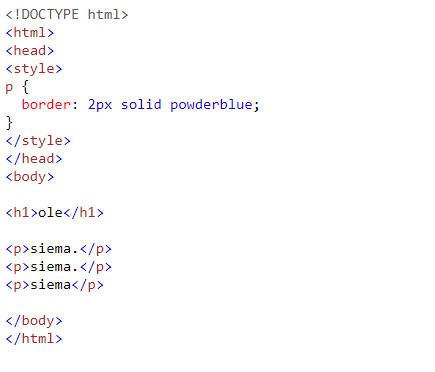 <!DOCTYPE html>
<html>
<head>
<style>
p {
  border: 2px solid powderblue;
}
</style>
</head>
<body>

<h1>ole</h1>

<p>siema.</p>
<p>siema.</p>
<p>siema</p>

</body>
</html>